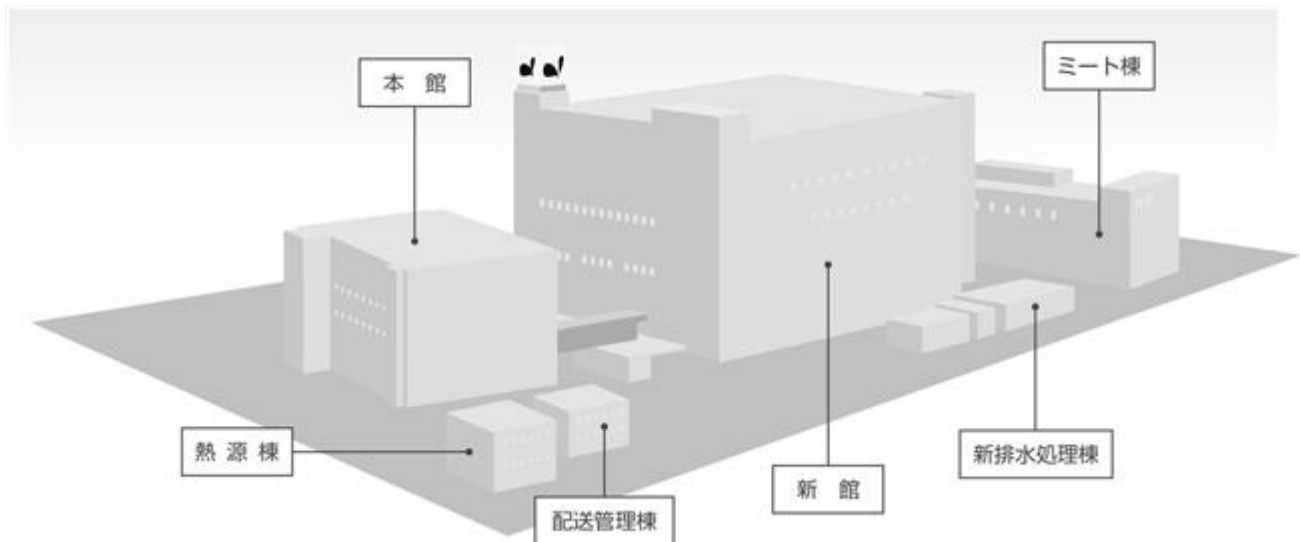 本館
ミート棟
熱源棟
配送管理棟
新館
新排水処理棟